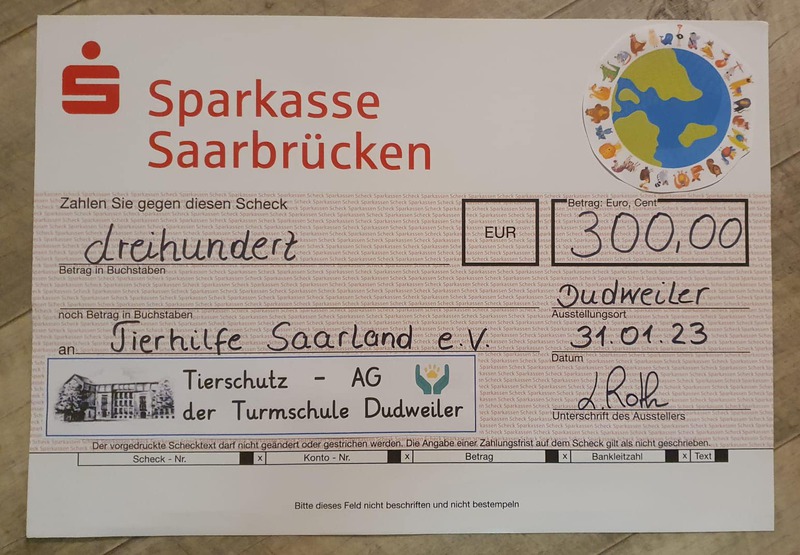 Sparkasse
Saarbrücken
Zahlen Sie gegen diesen Scheck
dreihundert
Betrag in Buchstaben
EUR
Betrag: Euro, Cent
300,00
noch Betrag in Buchstaben
Dudweiler
Ausstellungsort
an Tierhilfe Saarland e.V.
31.01.23
Datum
Tierschutz - AG
der Turmschule Dudweiler
L.Roth
Unterschrift des Ausstellers
Der vorgedruckte Schecktext darf nicht geändert oder gestrichen werden. Die Angabe einer Zahlungsfrist auf dem Scheck gilt als nicht geschrieben.
Scheck - Nr. x Konto - Nr. x Betrag x Bankleitzahl x Text
Bitte dieses Feld nicht beschriften und nicht bestempeln